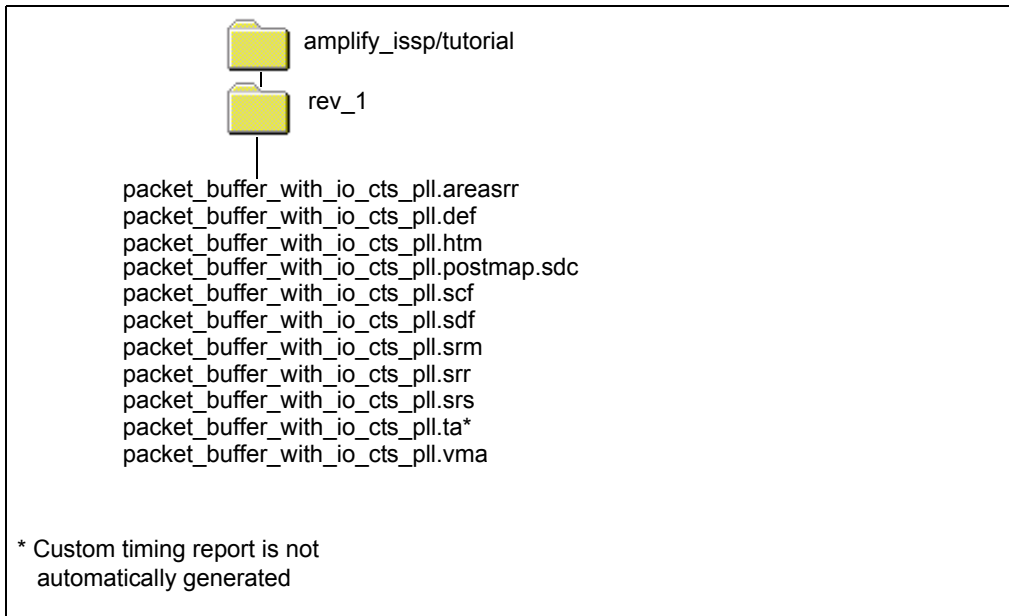 amplify_issp/tutorial
rev_1
packet_buffer_with_io_cts_pll.areasrr
packet_buffer_with_io_cts_pll.def
packet_buffer_with_io_cts_pll.htm
packet_buffer_with_io_cts_pll.postmap.sdc
packet_buffer_with_io_cts_pll.scf
packet_buffer_with_io_cts_pll.sdf
packet_buffer_with_io_cts_pll.srm
packet_buffer_with_io_cts_pll.srr
packet_buffer_with_io_cts_pll.srs
packet_buffer_with_io_cts_pll.ta*
packet_buffer_with_io_cts_pll.vma
* Custom timing report is not
automatically generated